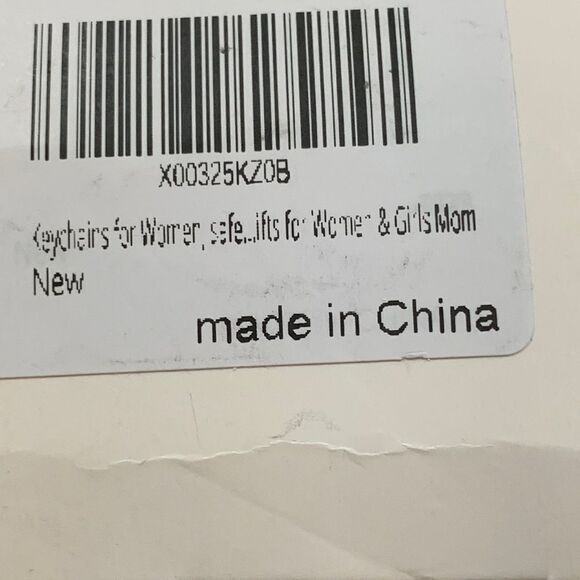 X00325KZ0B
Keychains for Women, safe...ifts for Women & Girls Mom
New
made in China